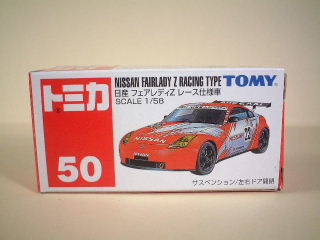 トミカ
50
NISSAN FAIRLADY Z RACING TYPE
TOMY
日産 フェアレディZ レース仕様車
SCALE 1/58
NISSAN
サスペンション/左右ドア開閉